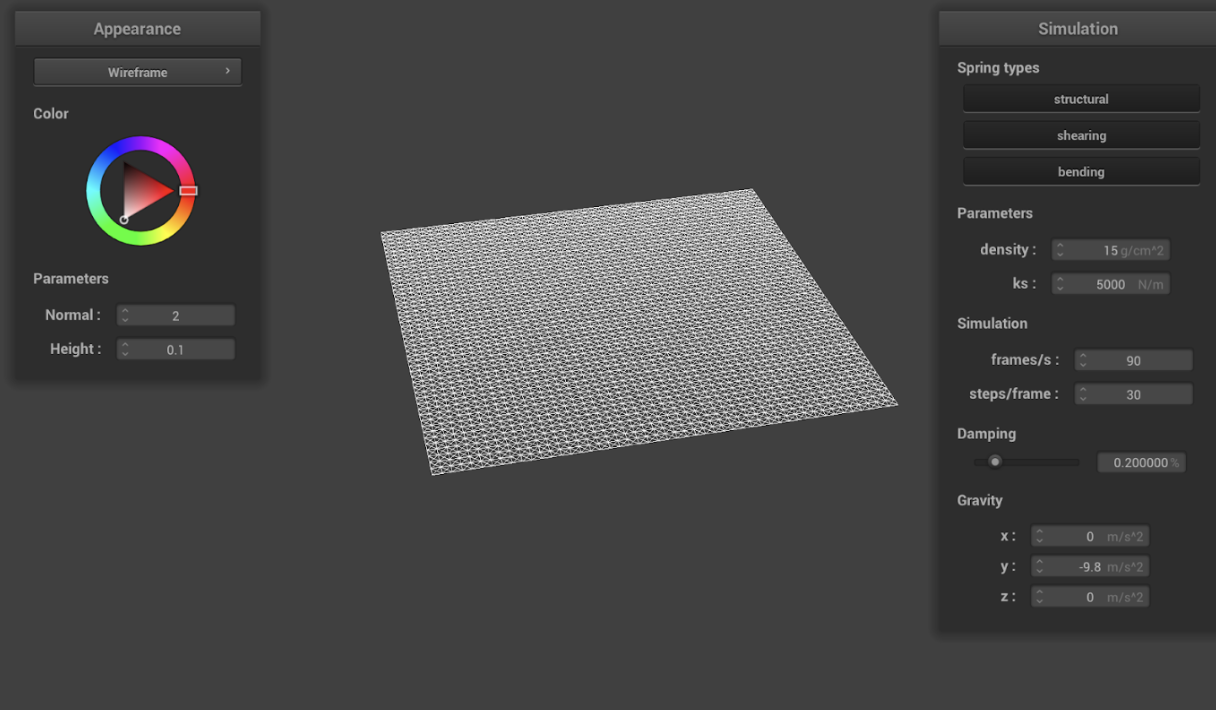 Appearance
Wireframe
Color
Parameters
Normal : 2
Height : 0.1
Simulation
Spring types
structural
shearing
bending
Parameters
density : 15 g/cm^2
ks : 5000 N/m
Simulation
frames/s : 90
steps/frame : 30
Damping
0.200000 %
Gravity
x : 0 m/s^2
y : -9.8 m/s^2
z : 0 m/s^2